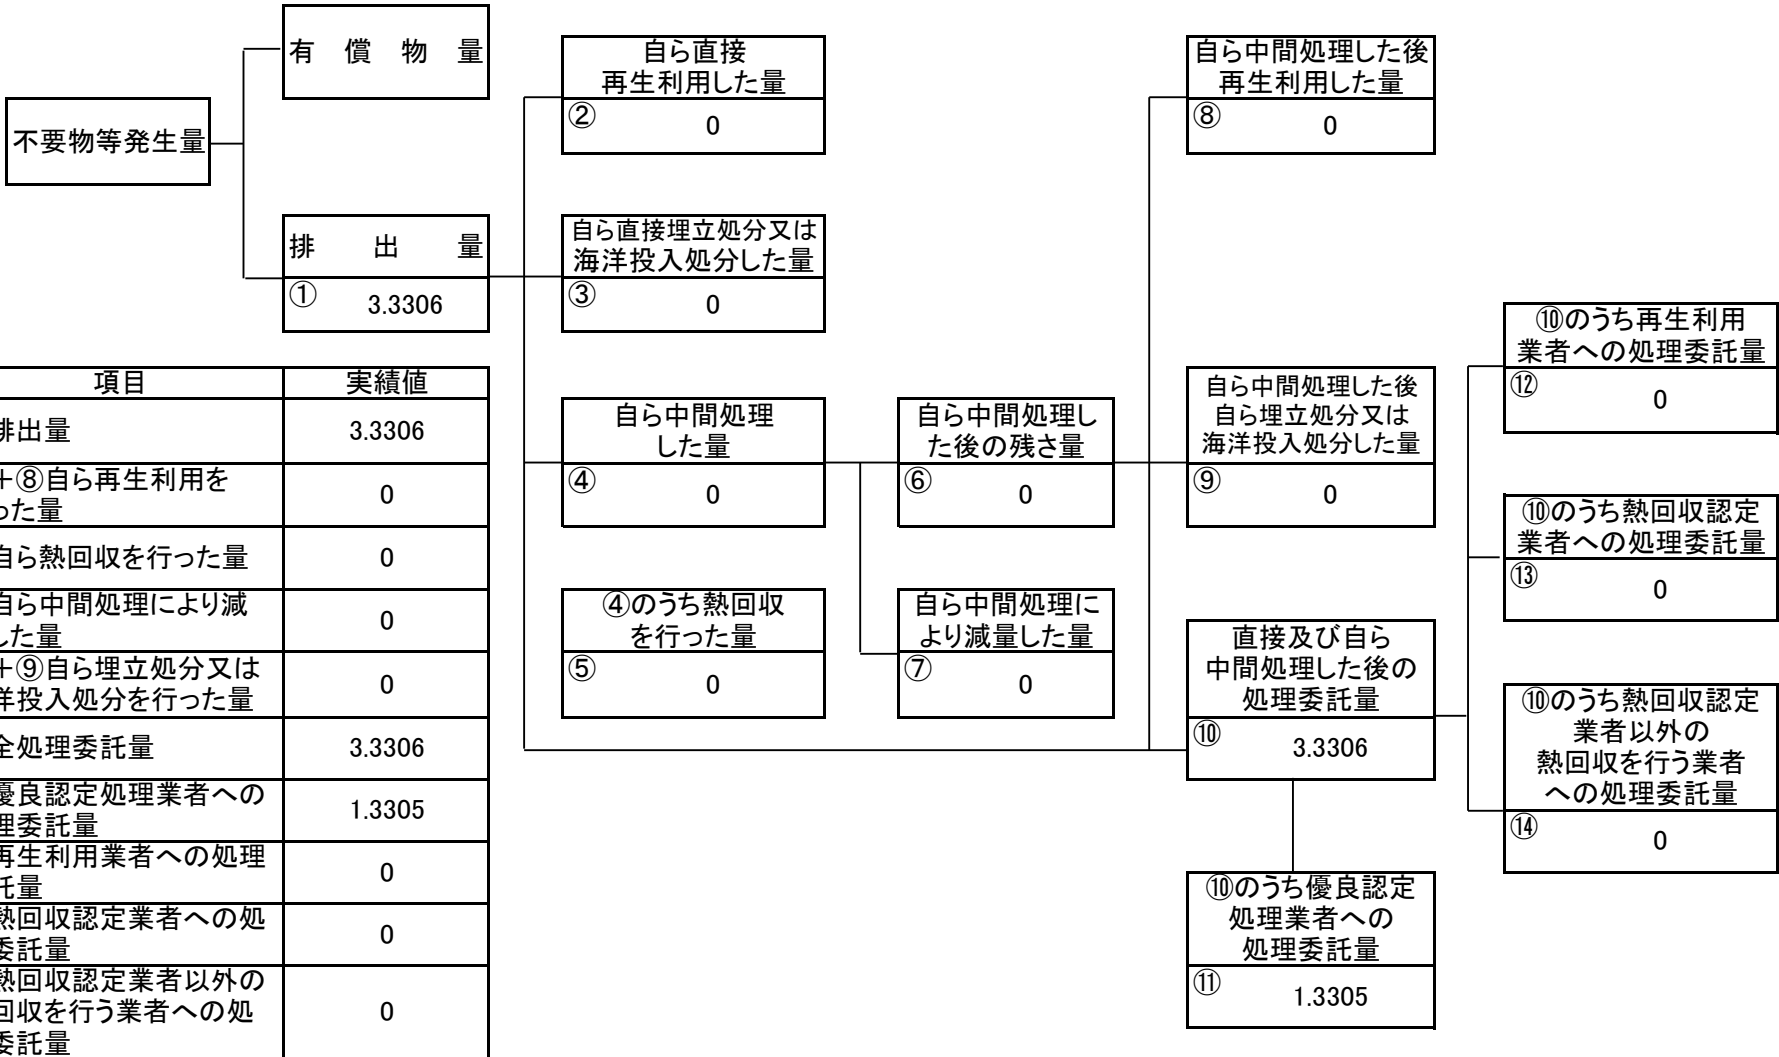 有償物量
不要物等発生量
排出量
① 3.3306
自ら直接
再生利用した量
② 0
自ら直接埋立処分又は
海洋投入処分した量
③ 0
自ら中間処理
した量
④ 0
④のうち熱回収
を行った量
⑤ 0
自ら中間処理し
た後の残さ量
⑥ 0
自ら中間処理に
より減量した量
⑦ 0
自ら中間処理した後
再生利用した量
⑧ 0
自ら中間処理した後
自ら埋立処分又は
海洋投入処分した量
⑨ 0
直接及び自ら
中間処理した後の
処理委託量
⑩ 3.3306
⑩のうち優良認定
処理業者への
処理委託量
⑪ 1.3305
⑩のうち再生利用
業者への処理委託量
⑫ 0
⑩のうち熱回収認定
業者への処理委託量
⑬ 0
⑩のうち熱回収認定
業者以外の
熱回収を行う業者
への処理委託量
⑭ 0
項目 実績値
排出量 3.3306
+⑧自ら再生利用を
った量 0
自ら熱回収を行った量 0
自ら中間処理により減
した量 0
+⑨自ら埋立処分又は
洋投入処分を行った量 0
全処理委託量 3.3306
優良認定処理業者への
理委託量 1.3305
再生利用業者への処理
託量 0
熱回収認定業者への処
委託量 0
熱回収認定業者以外の
回収を行う業者への処
委託量 0